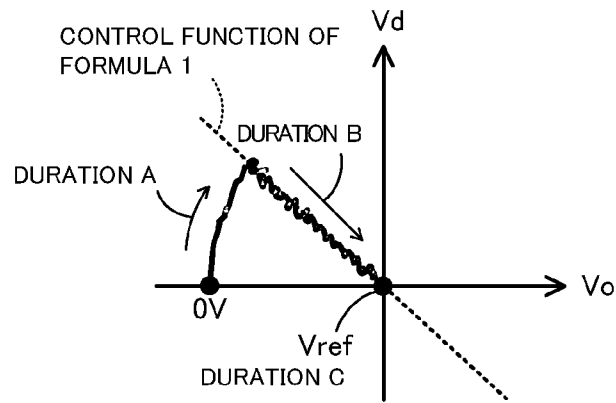 Vd
CONTROL FUNCTION OF
FORMULA 1
DURATION B
DURATION A
0V
Vo
Vref
DURATION C